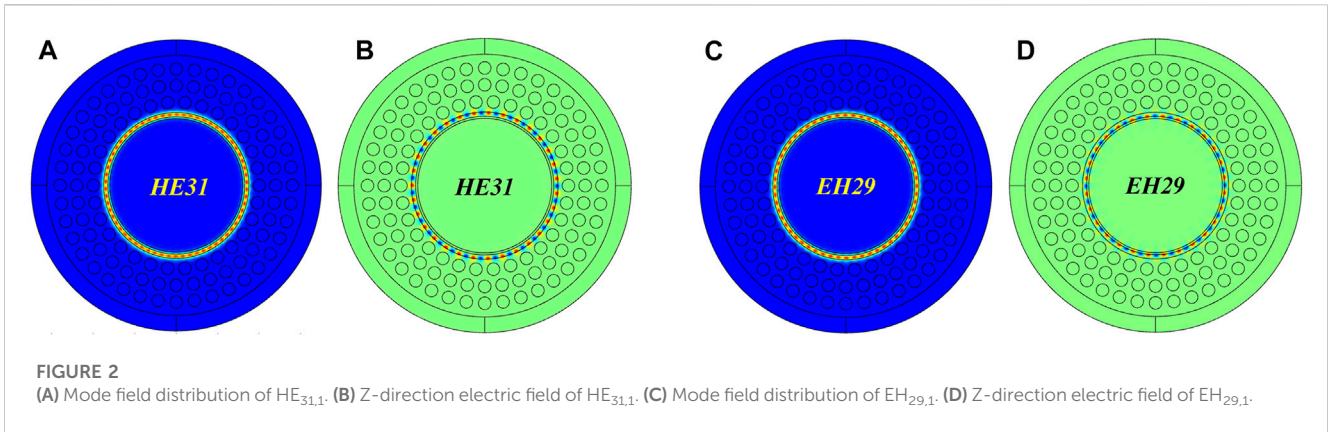 A B C D
HE31 HE31 EH29 EH29
FIGURE 2
(A) Mode field distribution of HE31,1. (B) Z-direction electric field of HE31,1. (C) Mode field distribution of EH29,1. (D) Z-direction electric field of EH29,1.